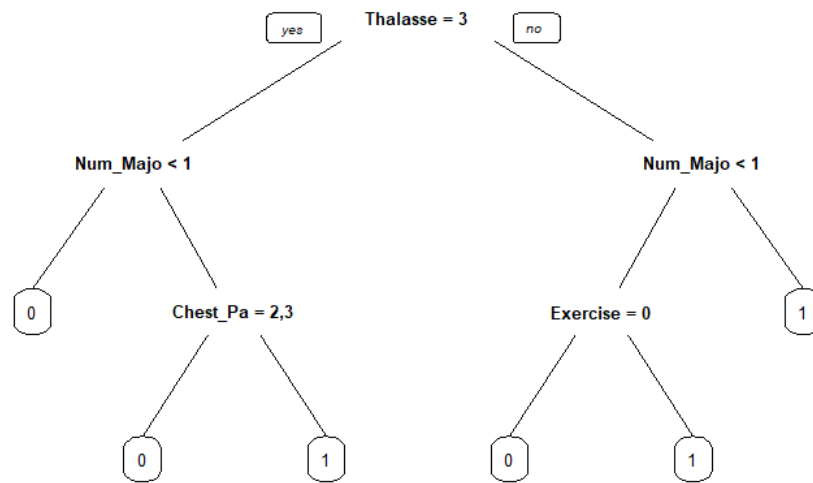 yes
Thalasse = 3
no
Num_Majo < 1
Num_Majo < 1
0
Chest_Pa = 2,3
Exercise = 0
1
0
1
0
1